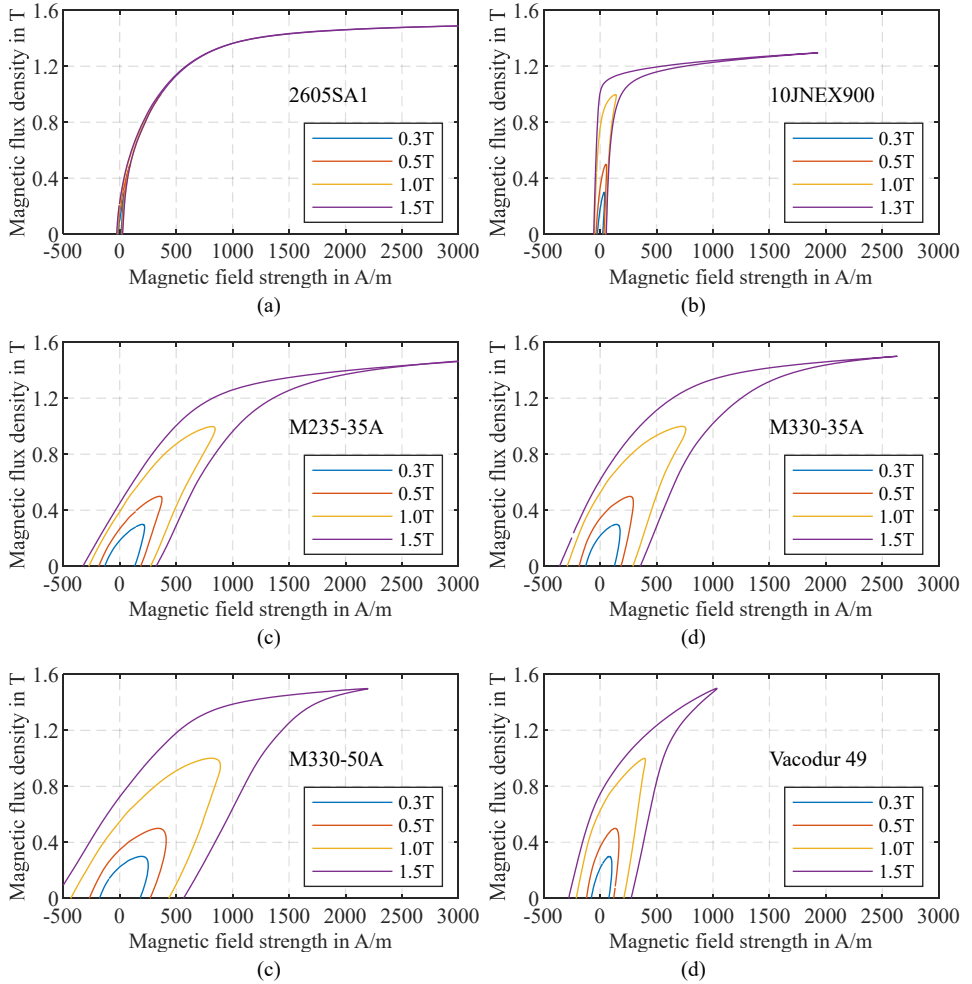 Magnetic flux density in T
1.6
1.2
0.8
0.4
0
2605SA1
0.3T
0.5T
1.0T
1.5T
-500 0 500 1000 1500 2000 2500 3000
Magnetic field strength in A/m
(a)
Magnetic flux density in T
1.6
1.2
0.8
0.4
0
10JNEX900
0.3T
0.5T
1.0T
1.3T
-500 0 500 1000 1500 2000 2500 3000
Magnetic field strength in A/m
(b)
Magnetic flux density in T
1.6
1.2
0.8
0.4
0
M235-35A
0.3T
0.5T
1.0T
1.5T
-500 0 500 1000 1500 2000 2500 3000
Magnetic field strength in A/m
(c)
Magnetic flux density in T
1.6
1.2
0.8
0.4
0
M330-35A
0.3T
0.5T
1.0T
1.5T
-500 0 500 1000 1500 2000 2500 3000
Magnetic field strength in A/m
(d)
Magnetic flux density in T
1.6
1.2
0.8
0.4
0
M330-50A
0.3T
0.5T
1.0T
1.5T
-500 0 500 1000 1500 2000 2500 3000
Magnetic field strength in A/m
(c)
Magnetic flux density in T
1.6
1.2
0.8
0.4
0
Vacodur 49
0.3T
0.5T
1.0T
1.5T
-500 0 500 1000 1500 2000 2500 3000
Magnetic field strength in A/m
(d)